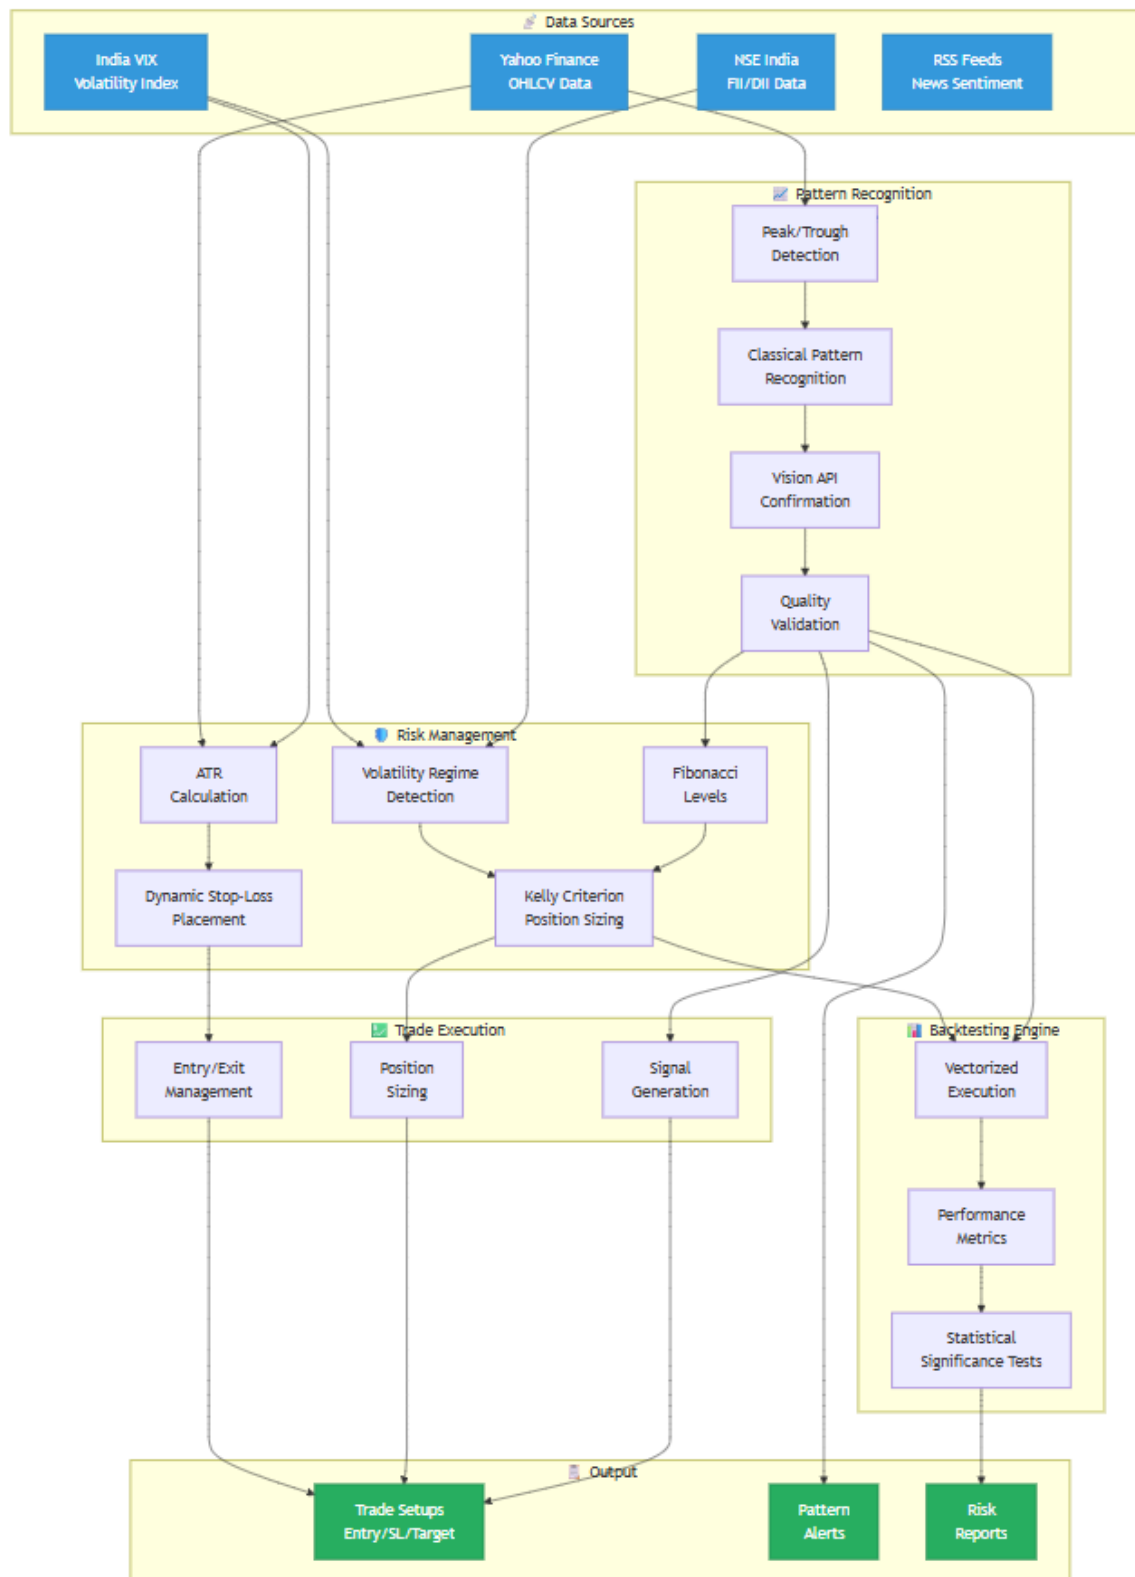 Data Sources
India VIX
Volatility Index
Yahoo Finance
OHLCV Data
NSE India
FII/DII Data
RSS Feeds
News Sentiment
Pattern Recognition
Peak/Trough
Detection
Classical Pattern
Recognition
Vision API
Confirmation
Quality
Validation
Risk Management
ATR
Calculation
Volatility Regime
Detection
Fibonacci
Levels
Dynamic Stop-Loss
Placement
Kelly Criterion
Position Sizing
Trade Execution
Entry/Exit
Management
Position
Sizing
Signal
Generation
Backtesting Engine
Vectorized
Execution
Performance
Metrics
Statistical
Significance Tests
Output
Trade Setups
Entry/SL/Target
Pattern
Alerts
Risk
Reports